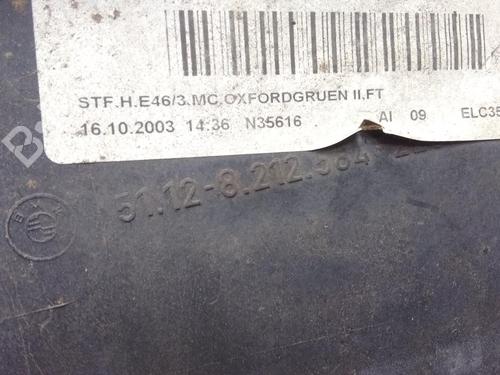 STF.H.E46/3.MC.OXFORDGRUEN II.FT
16.10.2003 14:36 N35616 AI 09 ELC35
51.12-8.212.384